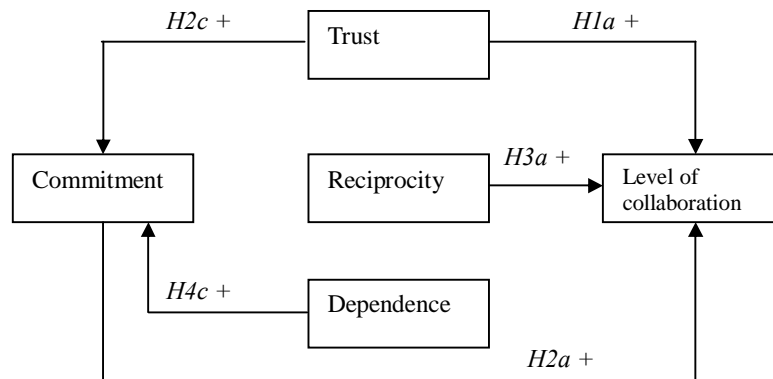 H2c +
Trust
H1a +
Commitment
Reciprocity
H3a +
Level of
collaboration
H4c +
Dependence
H2a +